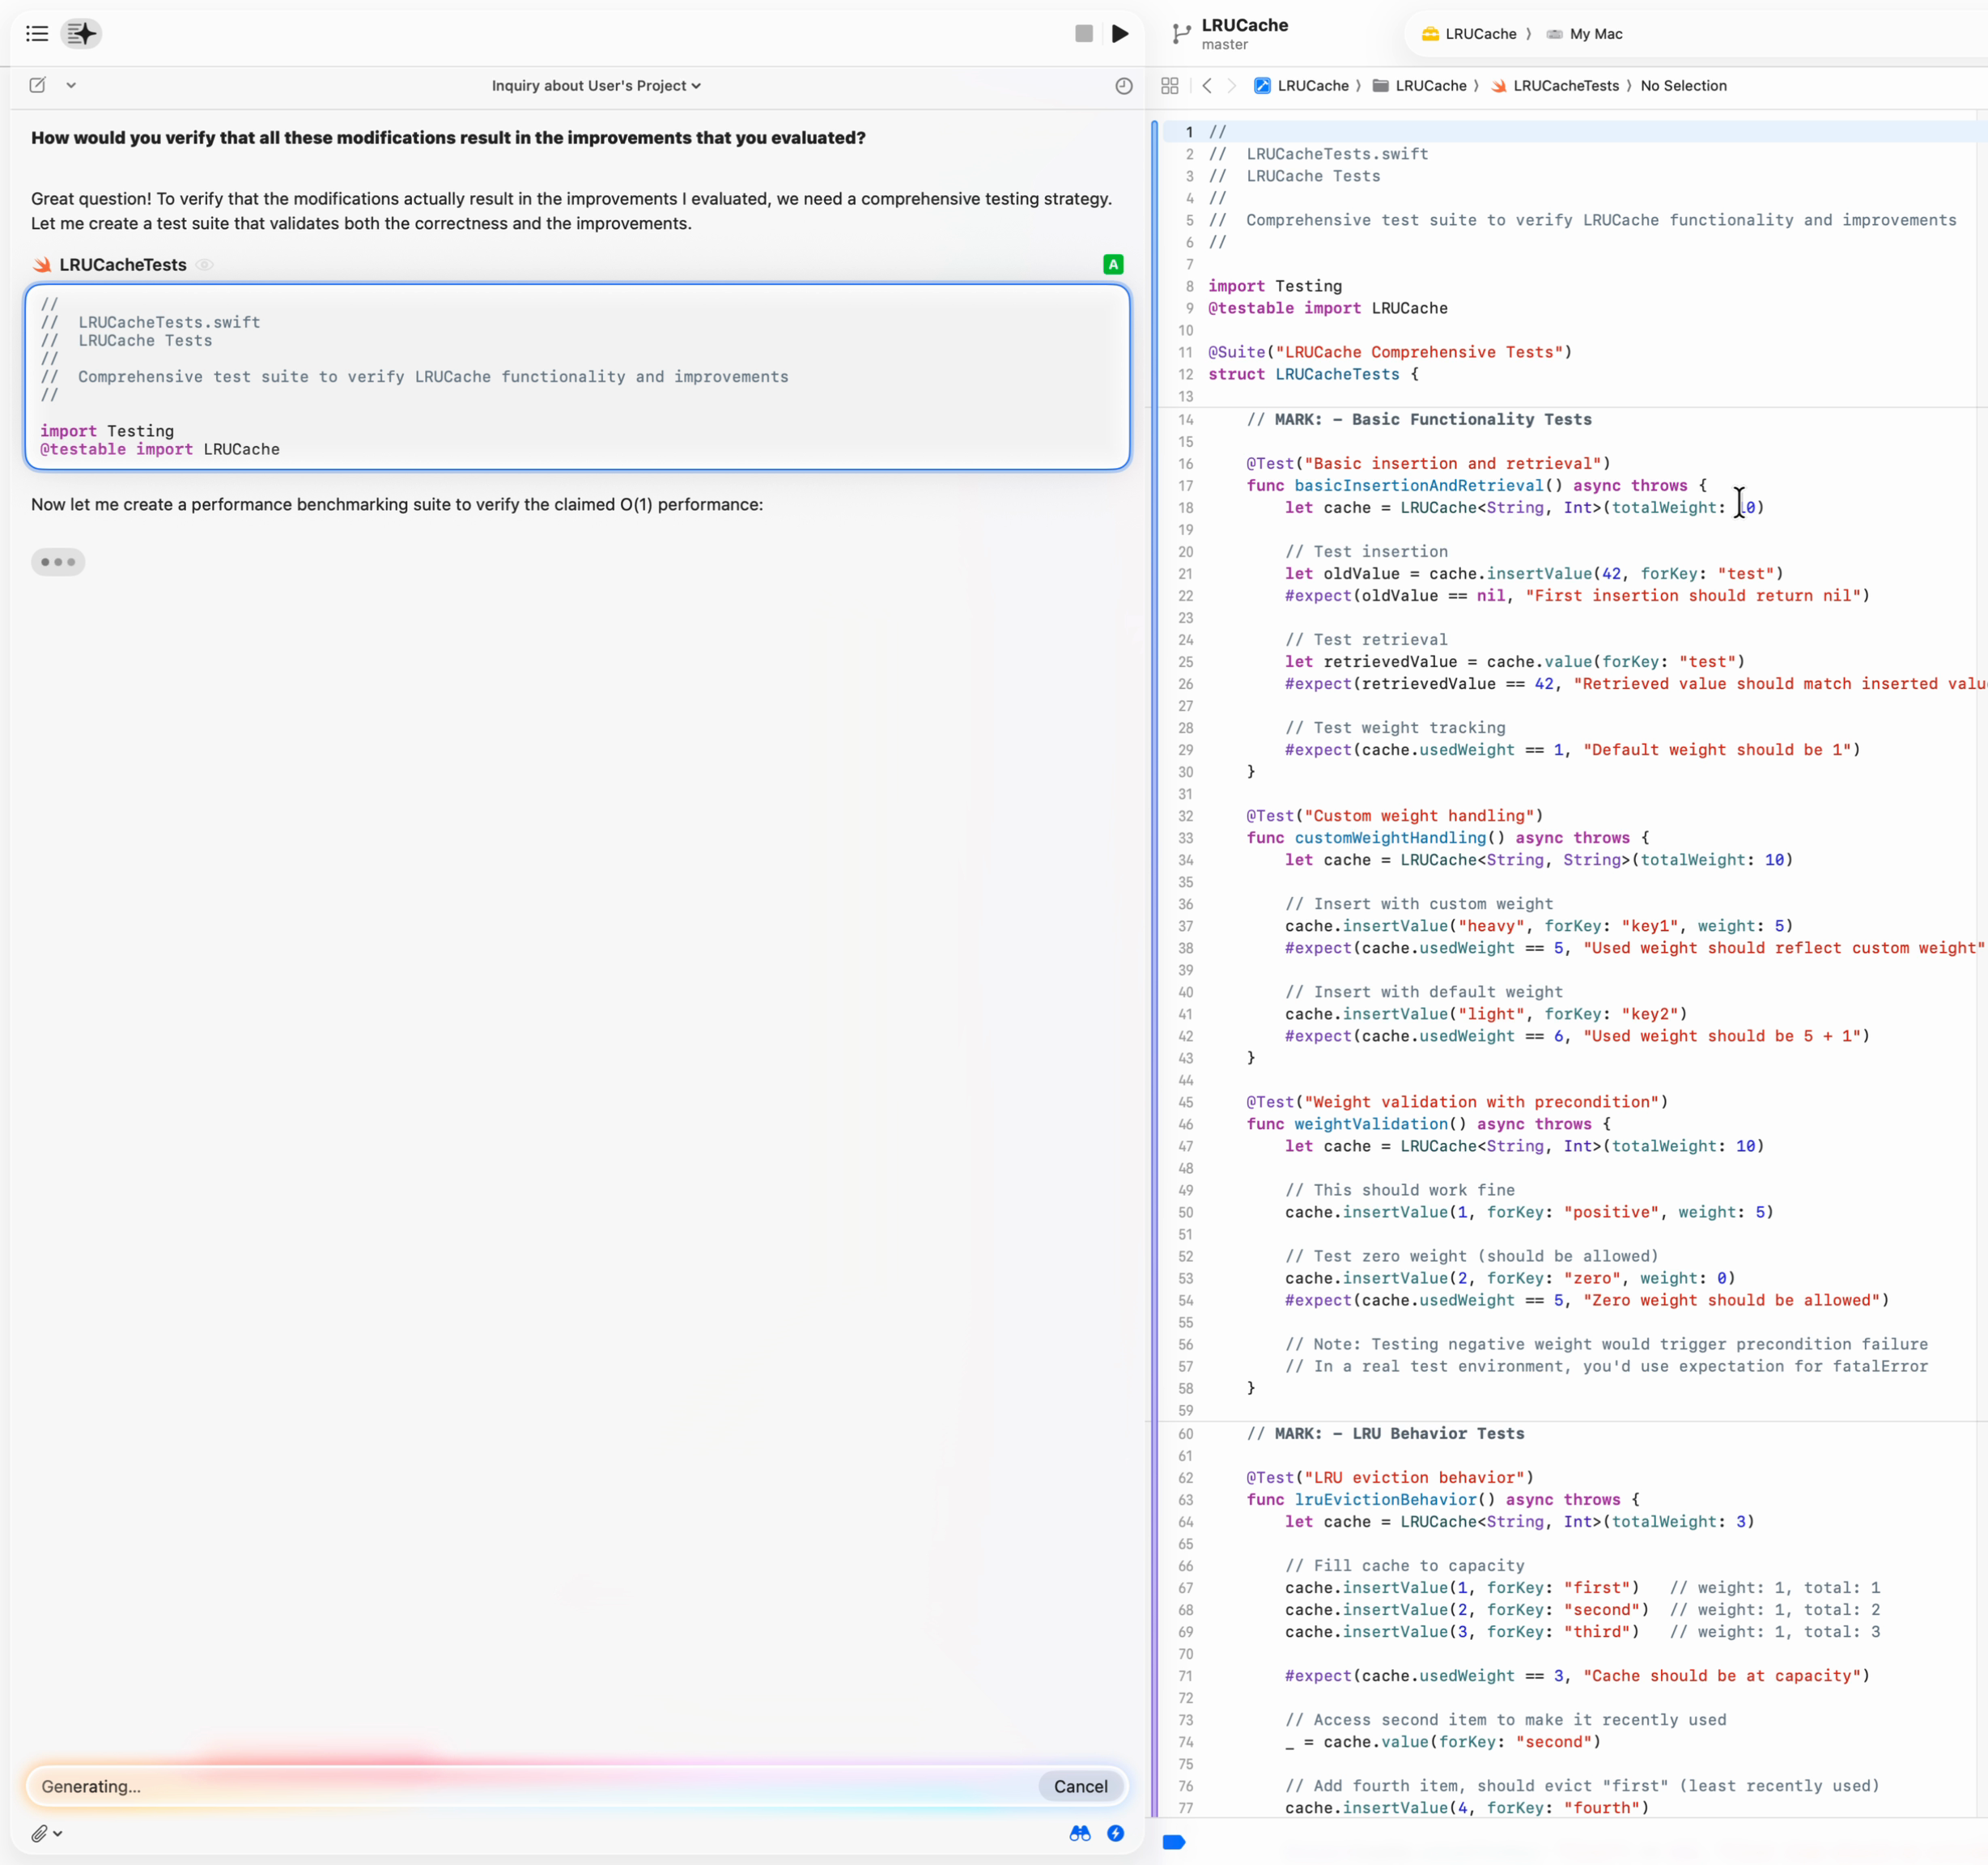 LRUCache
master
LRUCache 〉 My Mac
Inquiry about User's Project
LRUCache 〉 LRUCache 〉 LRUCacheTests 〉 No Selection
How would you verify that all these modifications result in the improvements that you evaluated?
Great question! To verify that the modifications actually result in the improvements I evaluated, we need a comprehensive testing strategy.
Let me create a test suite that validates both the correctness and the improvements.
LRUCacheTests
A
//
//  LRUCacheTests.swift
//  LRUCache Tests
//
//  Comprehensive test suite to verify LRUCache functionality and improvements
//
import Testing
@testable import LRUCache
Now let me create a performance benchmarking suite to verify the claimed O(1) performance:
Generating...
Cancel
1 //
2 //  LRUCacheTests.swift
3 //  LRUCache Tests
4 //
5 //  Comprehensive test suite to verify LRUCache functionality and improvements
6 //
7
8 import Testing
9 @testable import LRUCache
10
11 @Suite("LRUCache Comprehensive Tests")
12 struct LRUCacheTests {
13
14     // MARK: - Basic Functionality Tests
15
16     @Test("Basic insertion and retrieval")
17     func basicInsertionAndRetrieval() async throws {
18         let cache = LRUCache<String, Int>(totalWeight: 10)
19
20         // Test insertion
21         let oldValue = cache.insertValue(42, forKey: "test")
22         #expect(oldValue == nil, "First insertion should return nil")
23
24         // Test retrieval
25         let retrievedValue = cache.value(forKey: "test")
26         #expect(retrievedValue == 42, "Retrieved value should match inserted valu
27
28         // Test weight tracking
29         #expect(cache.usedWeight == 1, "Default weight should be 1")
30     }
31
32     @Test("Custom weight handling")
33     func customWeightHandling() async throws {
34         let cache = LRUCache<String, String>(totalWeight: 10)
35
36         // Insert with custom weight
37         cache.insertValue("heavy", forKey: "key1", weight: 5)
38         #expect(cache.usedWeight == 5, "Used weight should reflect custom weight"
39
40         // Insert with default weight
41         cache.insertValue("light", forKey: "key2")
42         #expect(cache.usedWeight == 6, "Used weight should be 5 + 1")
43     }
44
45     @Test("Weight validation with precondition")
46     func weightValidation() async throws {
47         let cache = LRUCache<String, Int>(totalWeight: 10)
48
49         // This should work fine
50         cache.insertValue(1, forKey: "positive", weight: 5)
51
52         // Test zero weight (should be allowed)
53         cache.insertValue(2, forKey: "zero", weight: 0)
54         #expect(cache.usedWeight == 5, "Zero weight should be allowed")
55
56         // Note: Testing negative weight would trigger precondition failure
57         // In a real test environment, you'd use expectation for fatalError
58     }
59
60     // MARK: - LRU Behavior Tests
61
62     @Test("LRU eviction behavior")
63     func lruEvictionBehavior() async throws {
64         let cache = LRUCache<String, Int>(totalWeight: 3)
65
66         // Fill cache to capacity
67         cache.insertValue(1, forKey: "first")   // weight: 1, total: 1
68         cache.insertValue(2, forKey: "second")  // weight: 1, total: 2
69         cache.insertValue(3, forKey: "third")   // weight: 1, total: 3
70
71         #expect(cache.usedWeight == 3, "Cache should be at capacity")
72
73         // Access second item to make it recently used
74         _ = cache.value(forKey: "second")
75
76         // Add fourth item, should evict "first" (least recently used)
77         cache.insertValue(4, forKey: "fourth")